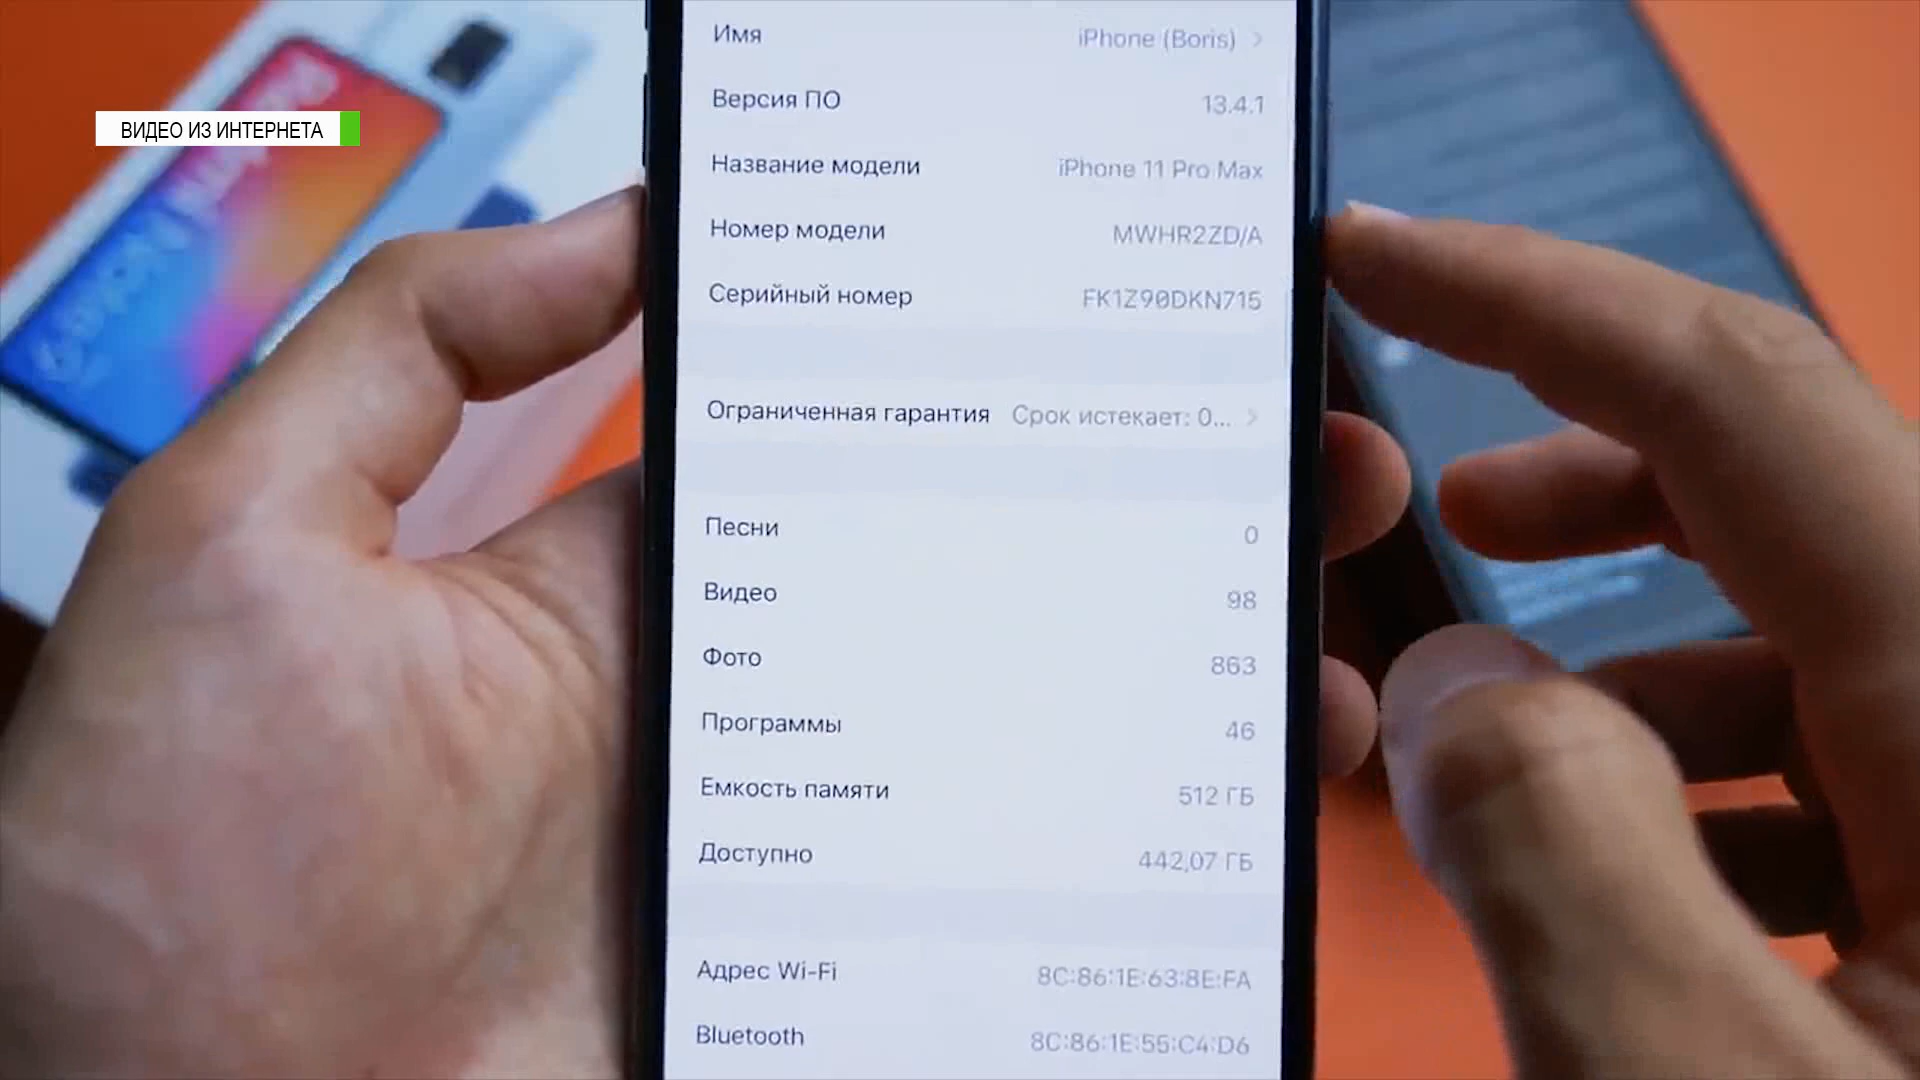 ВИДЕО ИЗ ИНТЕРНЕТА
Имя iPhone (Boris)
Версия ПО 13.4.1
Название модели iPhone 11 Pro Max
Номер модели MWHR2ZD/A
Серийный номер FK1Z90DKN715
Ограниченная гарантия Срок истекает: 0...
Песни 0
Видео 98
Фото 863
Программы 46
Емкость памяти 512 ГБ
Доступно 442,07 ГБ
Адрес Wi-Fi 8C:86:1E:63:8E:FA
Bluetooth 8C:86:1E:55:C4:D6